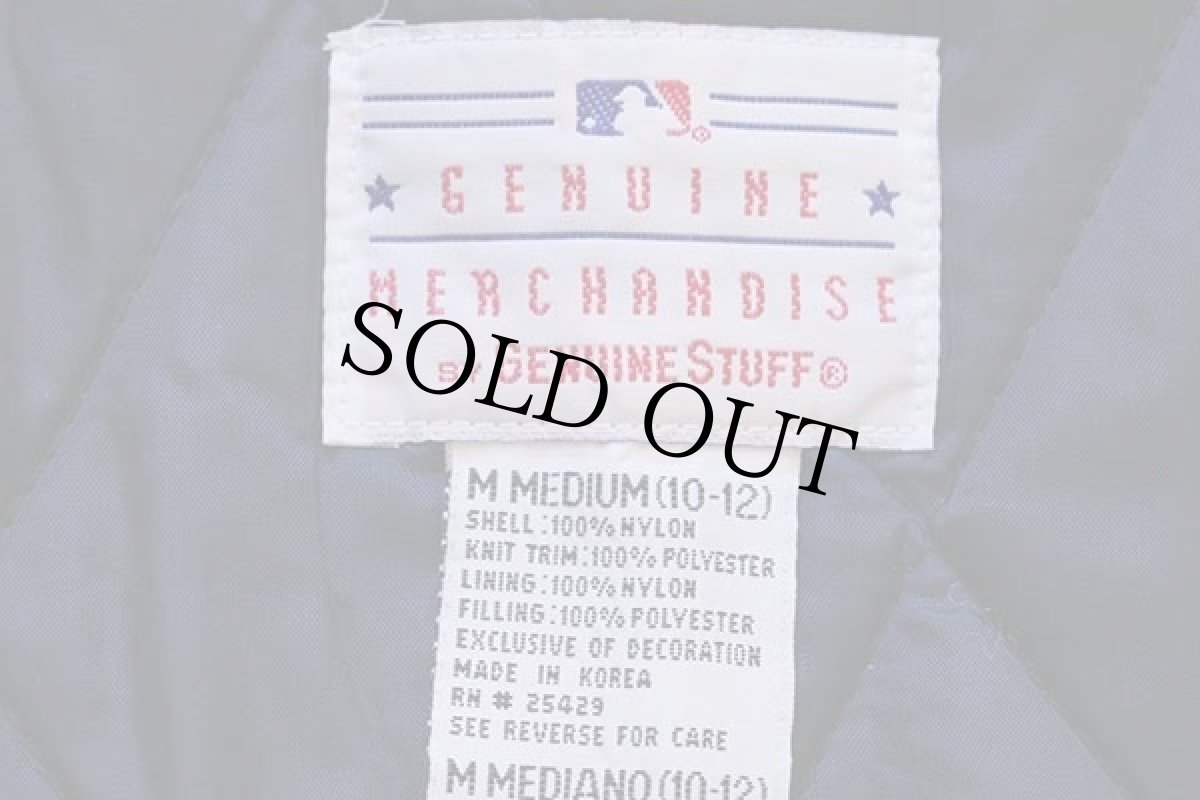 GENUINE
MERCHANDISE
BY GENUINE STUFF®
SOLD OUT
M MEDIUM (10-12)
SHELL: 100% NYLON
KNIT TRIM: 100% POLYESTER
LINING: 100% NYLON
FILLING: 100% POLYESTER
EXCLUSIVE OF DECORATION
MADE IN KOREA
RN # 25429
SEE REVERSE FOR CARE
M MEDIANO (10-12)